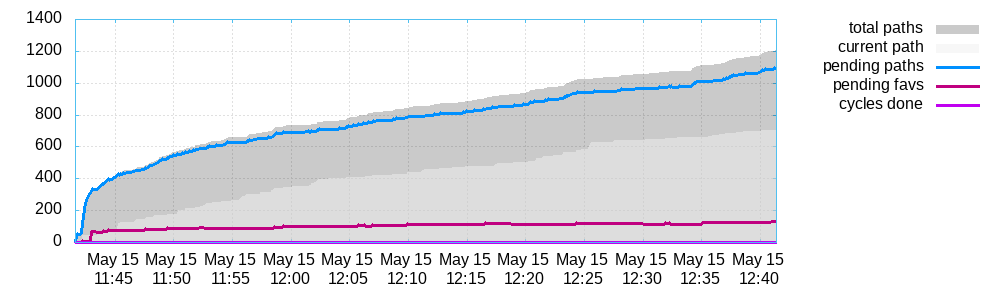 1400
1200
1000
800
600
400
200
0
May 15 May 15 May 15 May 15 May 15 May 15 May 15 May 15 May 15 May 15 May 15 May 15
11:45 11:50 11:55 12:00 12:05 12:10 12:15 12:20 12:25 12:30 12:35 12:40
total paths
current path
pending paths
pending favs
cycles done